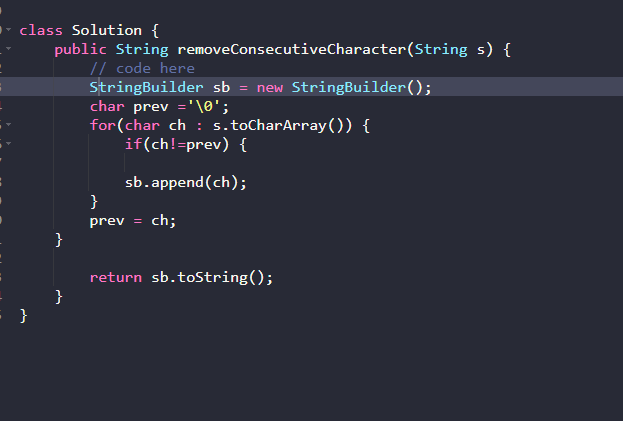 class Solution {
    public String removeConsecutiveCharacter(String s) {
        // code here
        StringBuilder sb = new StringBuilder();
        char prev ='\0';
        for(char ch : s.toCharArray()) {
            if(ch!=prev) {
            sb.append(ch);
        }
        prev = ch;
    }
        return sb.toString();
    }
}